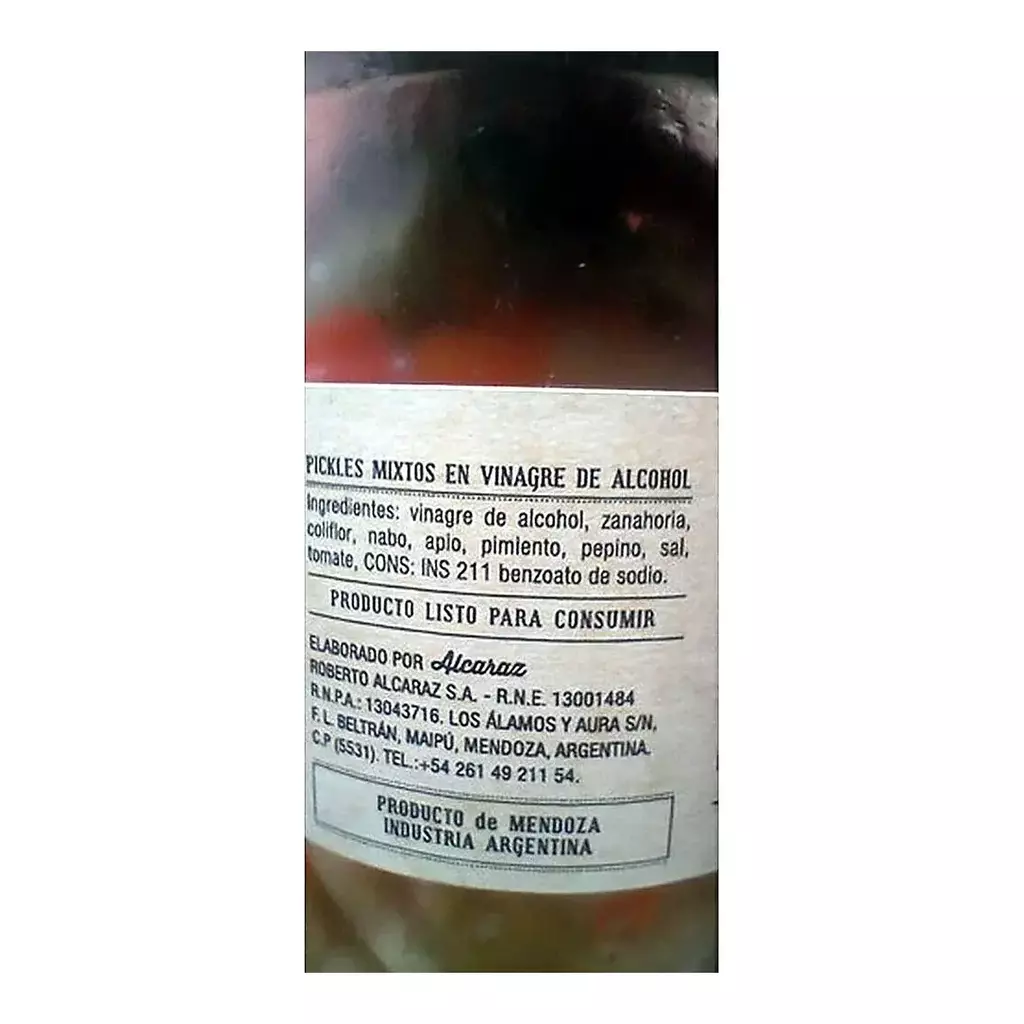 PICKLES MIXTOS EN VINAGRE DE ALCOHOL
Ingredientes: vinagre de alcohol, zanahoria,
coliflor, nabo, apio, pimiento, pepino, sal,
tomate, CONS: INS 211 benzoato de sodio.
PRODUCTO LISTO PARA CONSUMIR
ELABORADO POR Alcaraz
ROBERTO ALCARAZ S.A. - R.N.E. 13001484
R.N.P.A.: 13043716. LOS ÁLAMOS Y AURA S/N,
F.L. BELTRÁN, MAIPÚ, MENDOZA, ARGENTINA.
C.P (5531). TEL.:+54 261 49 211 54.
PRODUCTO de MENDOZA
INDUSTRIA ARGENTINA